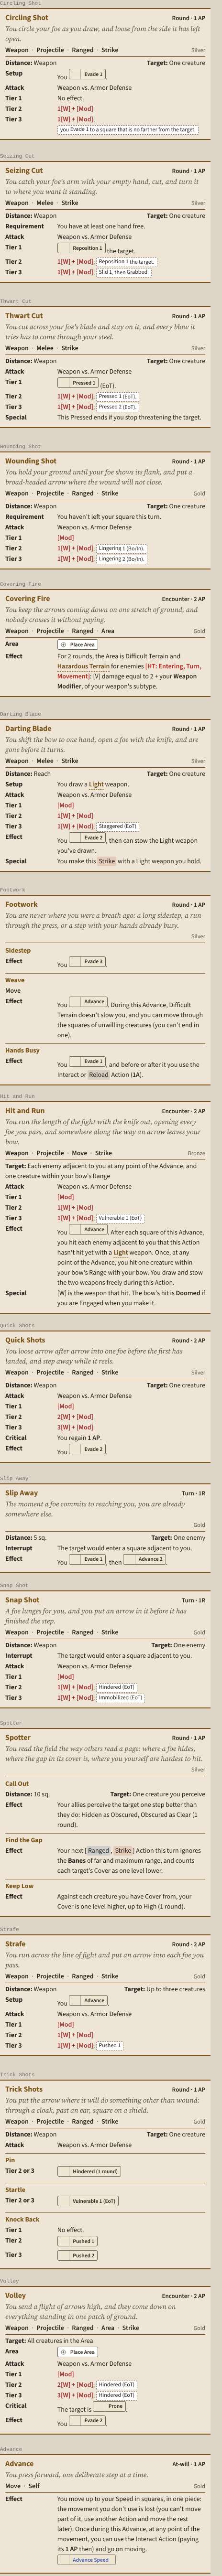 Circling Shot
Circling Shot Round · 1 AP
You circle your foe as you draw, and loose from the side it has left
open.
Weapon · Projectile · Ranged · Strike Silver
Distance: Weapon Target: One creature
Setup You Evade 1
Attack Weapon vs. Armor Defense
Tier 1 No effect.
Tier 2 1[W] + [Mod]
Tier 3 1[W] + [Mod];
you Evade 1 to a square that is no farther from the target.
Seizing Cut
Seizing Cut Round · 1 AP
You catch your foe's arm with your empty hand, cut, and turn it
to where you want it standing.
Weapon · Melee · Strike Silver
Distance: Weapon Target: One creature
Requirement You have at least one hand free.
Attack Weapon vs. Armor Defense
Tier 1 Reposition 1 the target.
Tier 2 1[W] + [Mod]; Reposition 1 the target.
Tier 3 1[W] + [Mod]; Slid 1, then Grabbed.
Thwart Cut
Thwart Cut Round · 1 AP
You cut across your foe's blade and stay on it, and every blow it
tries to throw must come through your steel.
Weapon · Melee · Strike Silver
Distance: Weapon Target: One creature
Attack Weapon vs. Armor Defense
Tier 1 Pressed 1 (EoT).
Tier 2 1[W] + [Mod]; Pressed 1 (EoT).
Tier 3 1[W] + [Mod]; Pressed 2 (EoT).
Special This Pressed ends if you stop threatening the target.
Wounding Shot
Wounding Shot Round · 1 AP
You hold your ground until your foe shows its flank, and put a
broad-headed arrow where the wound will not close.
Weapon · Projectile · Ranged · Strike Gold
Distance: Weapon Target: One creature
Requirement You haven't left your square this turn.
Attack Weapon vs. Armor Defense
Tier 1 [Mod]
Tier 2 1[W] + [Mod]; Lingering 1 (Bo/In).
Tier 3 1[W] + [Mod]; Lingering 2 (Bo/In).
Covering Fire
Covering Fire Encounter · 2 AP
You keep the arrows coming down on one stretch of ground, and
nobody crosses it without paying.
Weapon · Projectile · Ranged · Area Gold
Area Place Area
Effect For 2 rounds, the Area is Difficult Terrain and
Hazardous Terrain for enemies [HT: Entering, Turn,
Movement]: [V] damage equal to 2 + your Weapon
Modifier, of your weapon's subtype.
Darting Blade
Darting Blade Round · 1 AP
You shift the bow to one hand, open a foe with the knife, and are
gone before it turns.
Weapon · Melee · Strike Gold
Distance: Reach Target: One creature
Setup You draw a Light weapon.
Attack Weapon vs. Armor Defense
Tier 1 [Mod]
Tier 2 1[W] + [Mod]
Tier 3 1[W] + [Mod]; Staggered (EoT)
Effect You Evade 2, then can stow the Light weapon
you've drawn.
Special You make this Strike with a Light weapon you hold.
Footwork
Footwork Round · 1 AP
You are never where you were a breath ago: a long sidestep, a run
through the press, or a step with your hands already busy.
Silver
Sidestep
Effect You Evade 3.
Weave
Move
Effect You Advance. During this Advance, Difficult
Terrain doesn't slow you, and you can move through
the squares of unwilling creatures (you can't end in
one).
Hands Busy
Effect You Evade 1, and before or after it you use the
Interact or Reload Action (1A).
Hit and Run
Hit and Run Encounter · 2 AP
You run the length of the fight with the knife out, opening every
foe you pass, and somewhere along the way an arrow leaves your
bow.
Weapon · Projectile · Move · Strike Bronze
Target: Each enemy adjacent to you at any point of the Advance, and
one creature within your bow's Range
Attack Weapon vs. Armor Defense
Tier 1 [Mod]
Tier 2 1[W] + [Mod]
Tier 3 1[W] + [Mod]; Vulnerable 1 (EoT)
Effect You Advance. After each square of this Advance,
you hit each enemy adjacent to you that this Action
hasn't hit yet with a Light weapon. Once, at any
point of the Advance, you hit one creature within
your bow's Range with your bow. You draw and stow
the two weapons freely during this Action.
Special [W] is the weapon that hit. The bow's hit is Doomed if
you are Engaged when you make it.
Quick Shots
Quick Shots Round · 2 AP
You loose arrow after arrow into one foe before the first has
landed, and step away while it reels.
Weapon · Projectile · Ranged · Strike Silver
Distance: Weapon Target: One creature
Attack Weapon vs. Armor Defense
Tier 1 [Mod]
Tier 2 2[W] + [Mod]
Tier 3 3[W] + [Mod]
Critical You regain 1 AP.
Effect You Evade 2
Slip Away
Slip Away Turn · 1R
The moment a foe commits to reaching you, you are already
somewhere else.
Gold
Distance: 5 sq. Target: One enemy
Interrupt The target would enter a square adjacent to you.
Effect You Evade 1, then Advance 2
Snap Shot
Snap Shot Turn · 1R
A foe lunges for you, and you put an arrow in it before it has
finished the step.
Weapon · Projectile · Ranged · Strike Gold
Distance: Weapon Target: One creature
Interrupt The target would enter a square adjacent to you.
Attack Weapon vs. Armor Defense
Tier 1 [Mod]
Tier 2 1[W] + [Mod]; Hindered (EoT)
Tier 3 1[W] + [Mod]; Immobilized (EoT)
Spotter
Spotter Round · 1 AP
You read the field the way others read a page: where a foe hides,
where the gap in its cover is, where you yourself are hardest to hit.
Silver
Call Out
Distance: 10 sq. Target: One creature you perceive
Effect Your allies perceive the target one step better than
they do: Hidden as Obscured, Obscured as Clear (1
round).
Find the Gap
Effect Your next [ Ranged , Strike ] Action this turn ignores
the Banes of far and maximum range, and counts
each target's Cover as one level lower.
Keep Low
Effect Against each creature you have Cover from, your
Cover is one level higher, up to High (1 round).
Strafe
Strafe Round · 2 AP
You run across the line of fight and put an arrow into each foe you
pass.
Weapon · Projectile · Ranged · Strike Gold
Distance: Weapon Target: Up to three creatures
Setup You Advance
Attack Weapon vs. Armor Defense
Tier 1 [Mod]
Tier 2 1[W] + [Mod]
Tier 3 1[W] + [Mod]; Pushed 1
Trick Shots
Trick Shots Round · 1 AP
You put the arrow where it will do something other than wound:
through a cloak, past an ear, square on a shield.
Weapon · Projectile · Ranged · Strike Gold
Distance: Weapon Target: One creature
Attack Weapon vs. Armor Defense
Pin
Tier 2 or 3 Hindered (1 round)
Startle
Tier 2 or 3 Vulnerable 1 (EoT)
Knock Back
Tier 1 No effect.
Tier 2 Pushed 1
Tier 3 Pushed 2
Volley
Volley Encounter · 2 AP
You send a flight of arrows high, and they come down on
everything standing in one patch of ground.
Weapon · Projectile · Ranged · Area · Strike Gold
Target: All creatures in the Area
Area Place Area
Attack Weapon vs. Armor Defense
Tier 1 [Mod]
Tier 2 2[W] + [Mod]; Hindered (EoT)
Tier 3 3[W] + [Mod]; Hindered (EoT)
Critical The target is Prone.
Effect You Evade 2
Advance
Advance At-will · 1 AP
You press forward, one deliberate step at a time.
Move · Self
Effect You move up to your Speed in squares, in one piece:
the movement you don't use is lost (you can't move
part of it, use another Action and move the rest
later). Once during this Advance, at any point of the
movement, you can use the Interact Action (paying
its 1 AP then) and go on moving.
Advance Speed